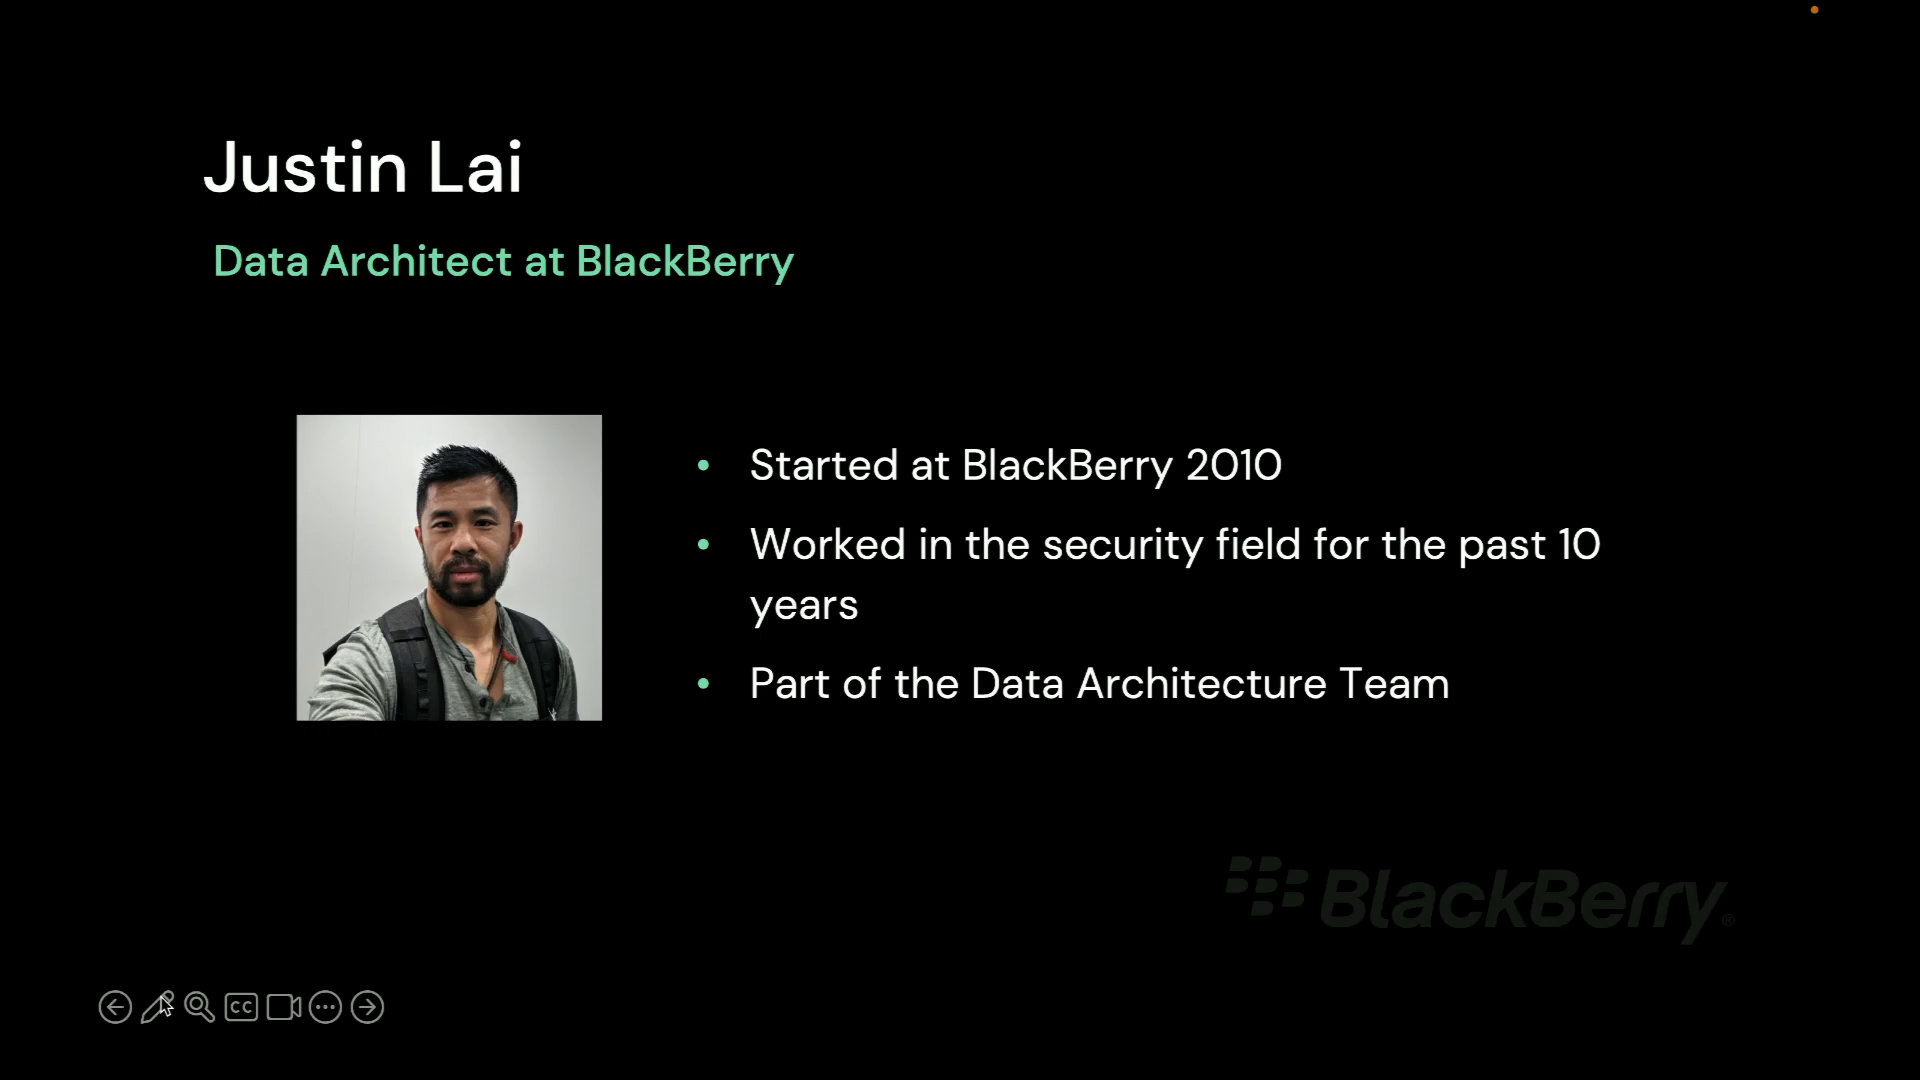 Justin Lai
Data Architect at BlackBerry
• Started at BlackBerry 2010
• Worked in the security field for the past 10
years
• Part of the Data Architecture Team
BlackBerry®
CC